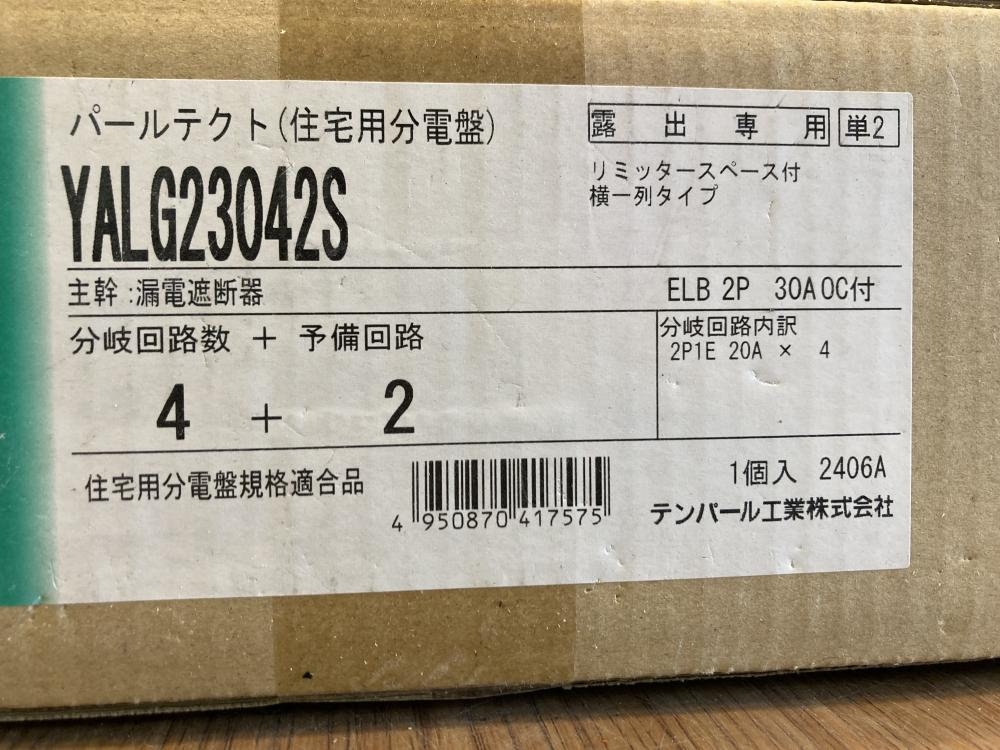 パールテクト(住宅用分電盤)
露出専用 単2
YALG23042S
リミッタースペース付
横一列タイプ
主幹:漏電遮断器 ELB 2P 30AOC付
分岐回路数 + 予備回路
4 + 2
分岐回路内訳
2P1E 20A × 4
住宅用分電盤規格適合品
4 950870 417575
1個入 2406A
テンパール工業株式会社